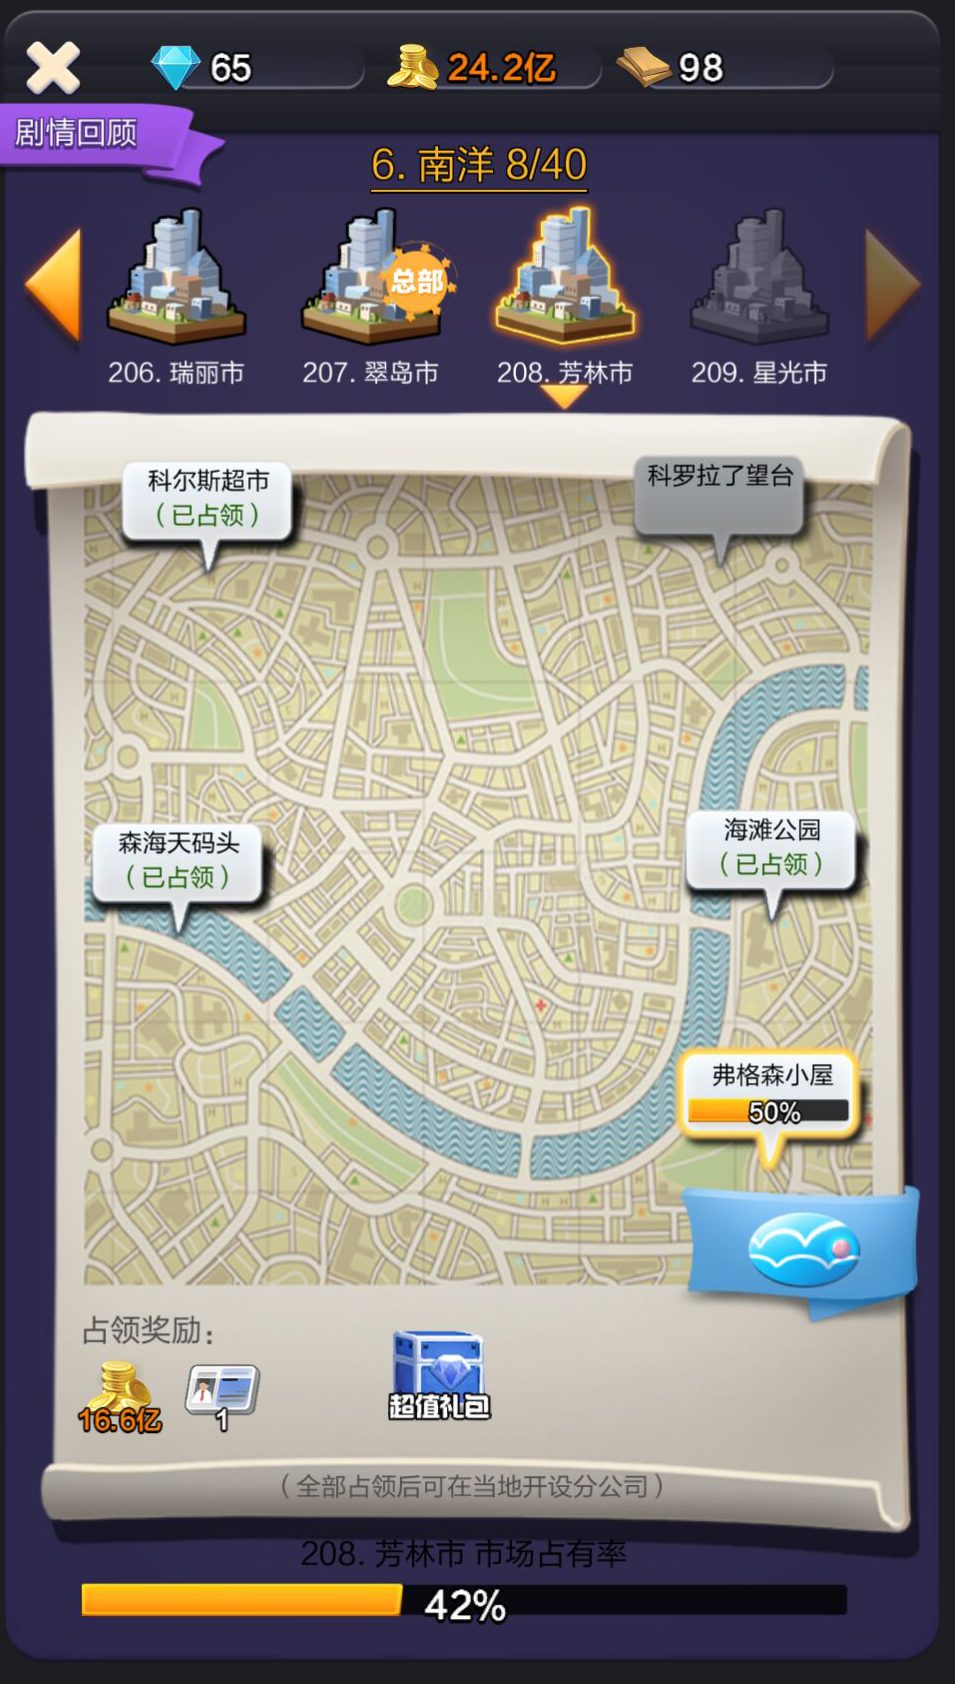 65
24.2亿
98
剧情回顾
6. 南洋 8/40
总部
206. 瑞丽市
207. 翠岛市
208. 芳林市
209. 星光市
科尔斯超市
（已占领）
科罗拉了望台
森海天码头
（已占领）
海滩公园
（已占领）
弗格森小屋
50%
占领奖励：
16.6亿
1
超值礼包
（全部占领后可在当地开设分公司）
208. 芳林市 市场占有率
42%